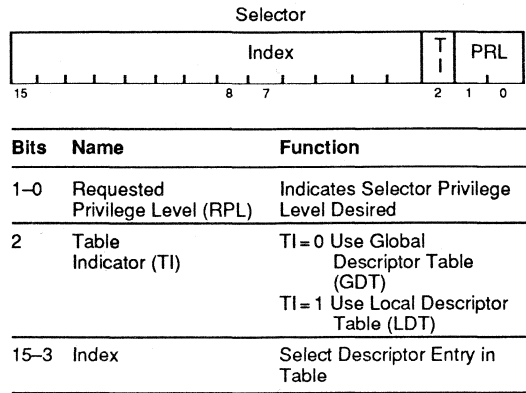 Selector
Index
T
I
PRL
15 8 7 2 1 0
Bits Name Function
1–0 Requested Indicates Selector Privilege
Privilege Level (RPL) Level Desired
2 Table TI = 0 Use Global
Indicator (TI) Descriptor Table
(GDT)
TI = 1 Use Local Descriptor
Table (LDT)
15–3 Index Select Descriptor Entry in
Table